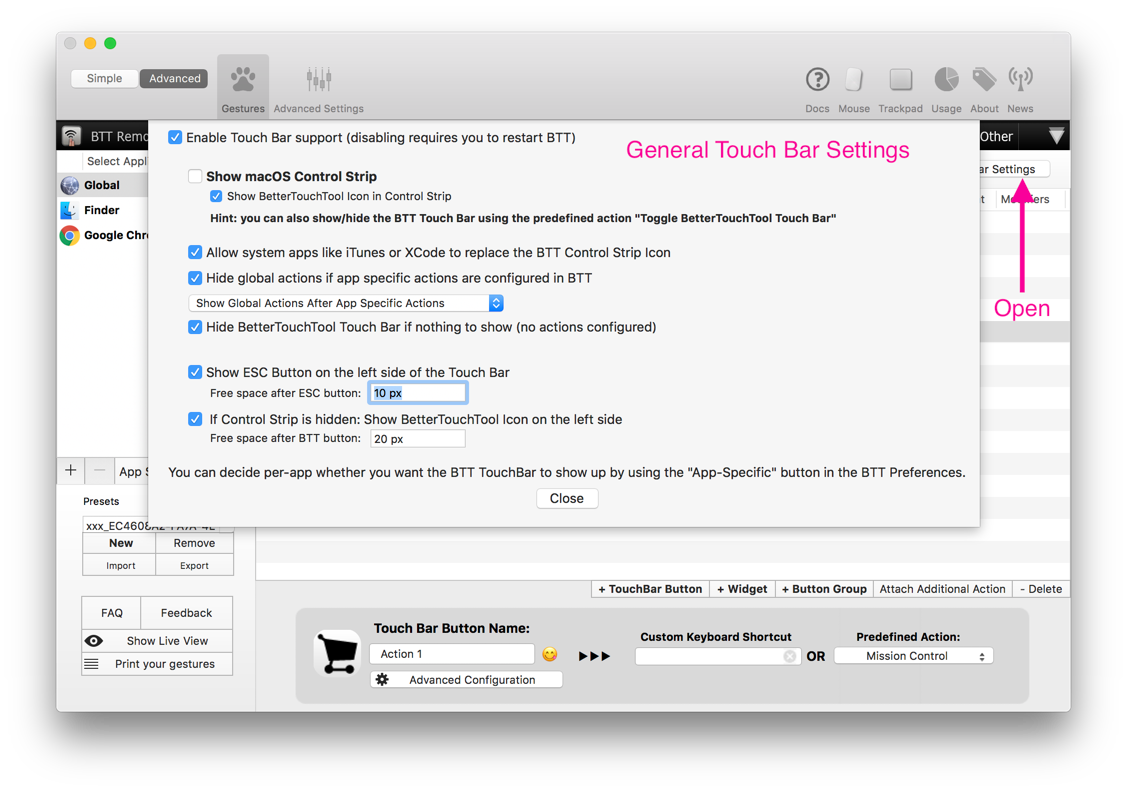 Simple
Advanced
Gestures
Advanced Settings
Docs
Mouse
Trackpad
Usage
About
News
BTT Remo
Other
Select Appl
Global
Finder
Google Chr
ar Settings
Enable Touch Bar support (disabling requires you to restart BTT)
General Touch Bar Settings
Show macOS Control Strip
Show BetterTouchTool Icon in Control Strip
Hint: you can also show/hide the BTT Touch Bar using the predefined action "Toggle BetterTouchTool Touch Bar"
Allow system apps like iTunes or XCode to replace the BTT Control Strip Icon
Hide global actions if app specific actions are configured in BTT
Show Global Actions After App Specific Actions
Hide BetterTouchTool Touch Bar if nothing to show (no actions configured)
Open
Show ESC Button on the left side of the Touch Bar
Free space after ESC button:
10 px
If Control Strip is hidden: Show BetterTouchTool Icon on the left side
Free space after BTT button:
20 px
You can decide per-app whether you want the BTT TouchBar to show up by using the "App-Specific" button in the BTT Preferences.
Close
+
−
App S
Presets
New
Remove
Import
Export
FAQ
Feedback
Show Live View
Print your gestures
+ TouchBar Button
+ Widget
+ Button Group
Attach Additional Action
- Delete
Touch Bar Button Name:
Action 1
Advanced Configuration
Custom Keyboard Shortcut
OR
Predefined Action:
Mission Control